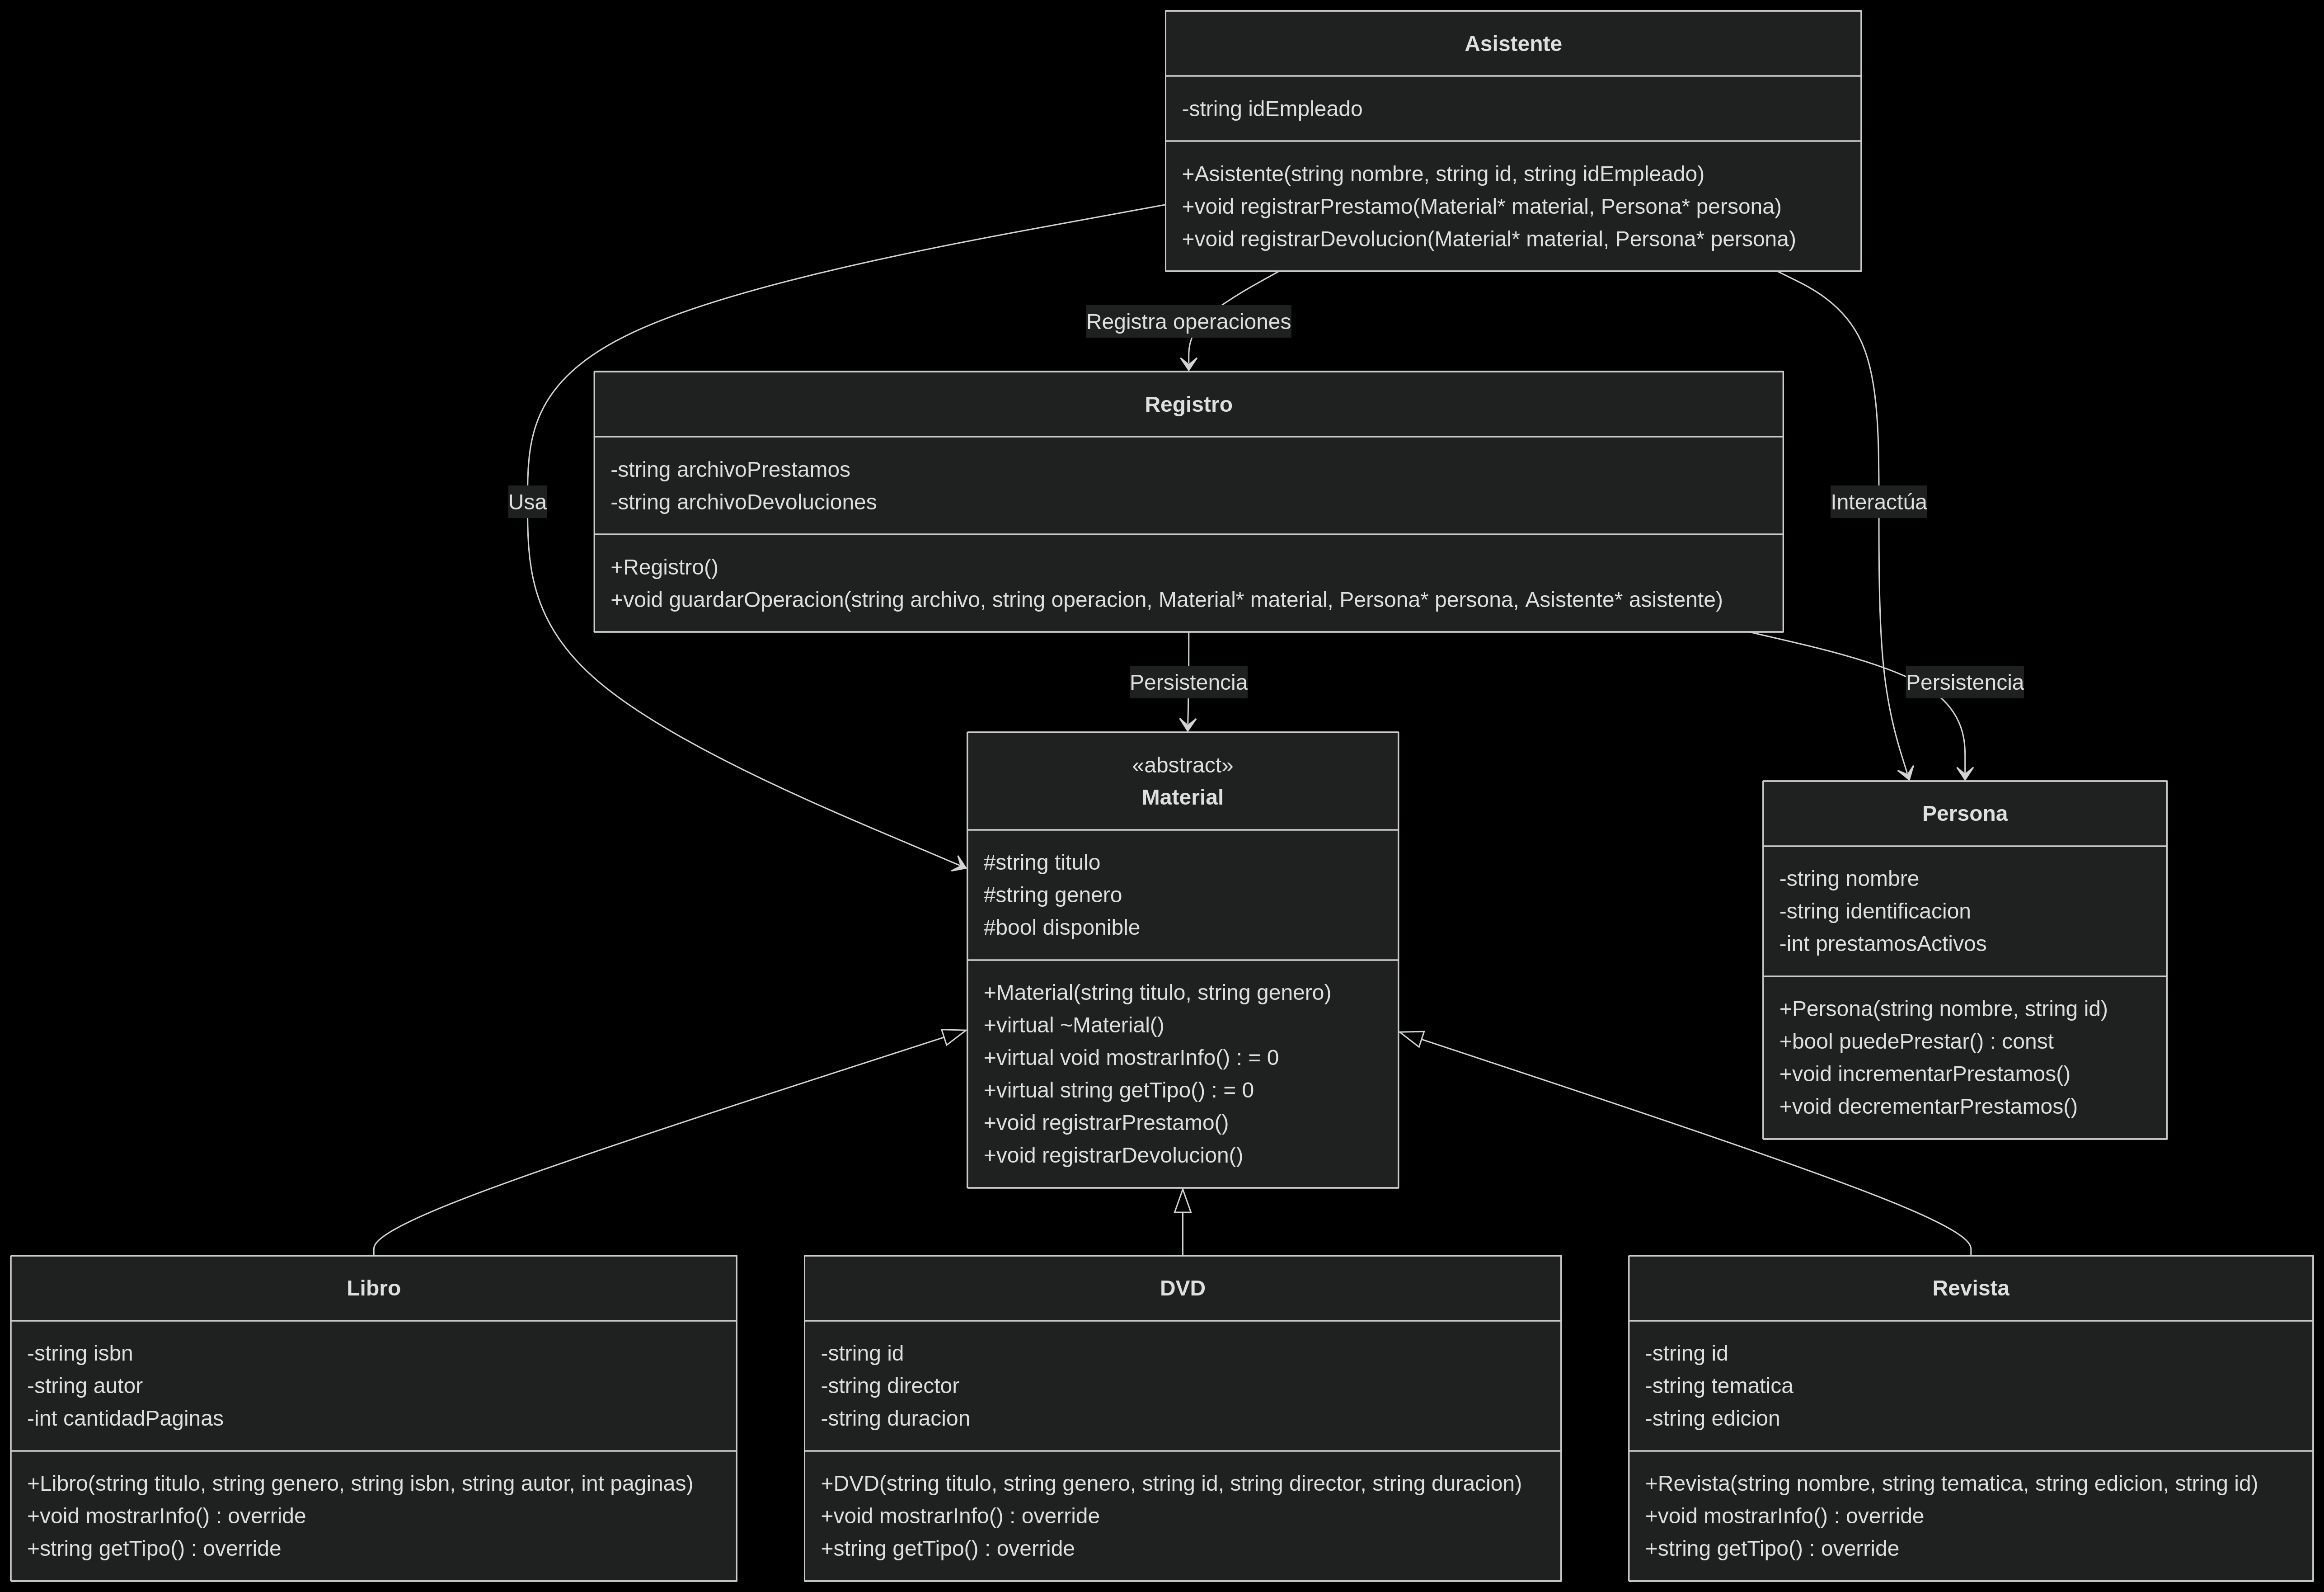 Asistente
-string idEmpleado
+Asistente(string nombre, string id, string idEmpleado)
+void registrarPrestamo(Material* material, Persona* persona)
+void registrarDevolucion(Material* material, Persona* persona)
Registra operaciones
Registro
-string archivoPrestamos
-string archivoDevoluciones
+Registro()
+void guardarOperacion(string archivo, string operacion, Material* material, Persona* persona, Asistente* asistente)
Usa
Interactúa
Persistencia
Persistencia
«abstract»
Material
#string titulo
#string genero
#bool disponible
+Material(string titulo, string genero)
+virtual ~Material()
+virtual void mostrarInfo() : = 0
+virtual string getTipo() : = 0
+void registrarPrestamo()
+void registrarDevolucion()
Persona
-string nombre
-string identificacion
-int prestamosActivos
+Persona(string nombre, string id)
+bool puedePrestar() : const
+void incrementarPrestamos()
+void decrementarPrestamos()
Libro
-string isbn
-string autor
-int cantidadPaginas
+Libro(string titulo, string genero, string isbn, string autor, int paginas)
+void mostrarInfo() : override
+string getTipo() : override
DVD
-string id
-string director
-string duracion
+DVD(string titulo, string genero, string id, string director, string duracion)
+void mostrarInfo() : override
+string getTipo() : override
Revista
-string id
-string tematica
-string edicion
+Revista(string nombre, string tematica, string edicion, string id)
+void mostrarInfo() : override
+string getTipo() : override